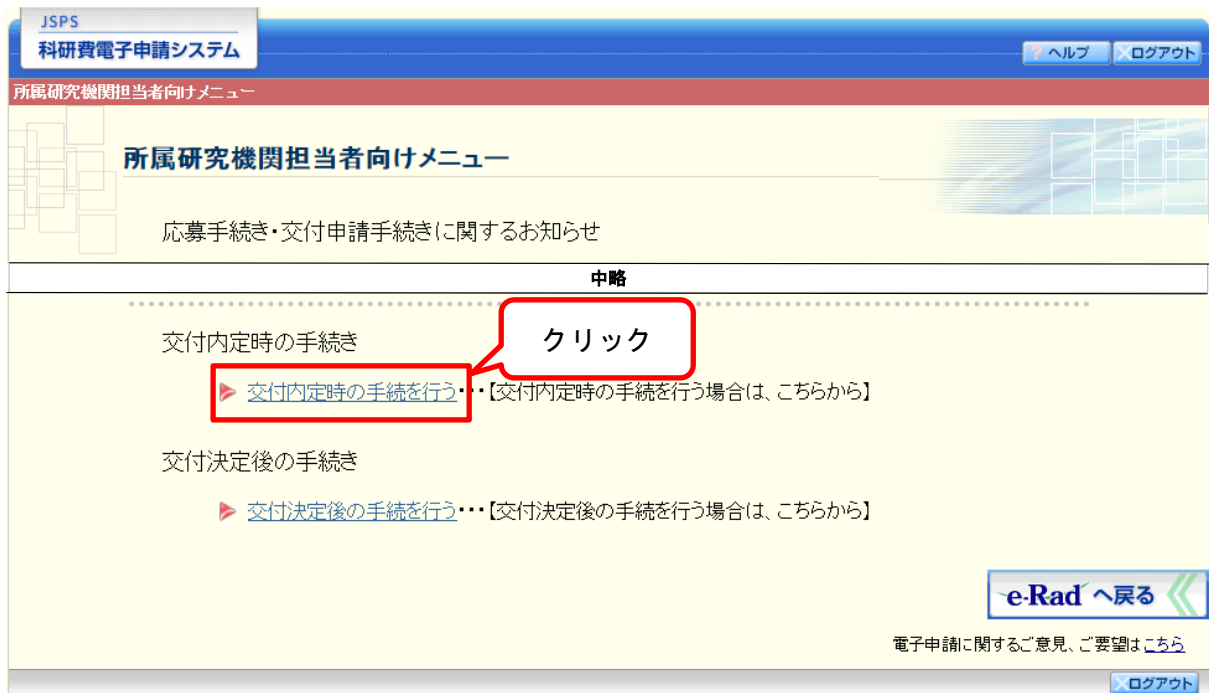 JSPS
科研費電子申請システム
? ヘルプ
ログアウト
所属研究機関担当者向けメニュー
所属研究機関担当者向けメニュー
応募手続き・交付申請手続きに関するお知らせ
中略
交付内定時の手続き
クリック
交付内定時の手続を行う・・・【交付内定時の手続を行う場合は、こちらから】
交付決定後の手続き
交付決定後の手続を行う・・・【交付決定後の手続を行う場合は、こちらから】
e-Rad へ戻る
電子申請に関するご意見、ご要望はこちら
ログアウト